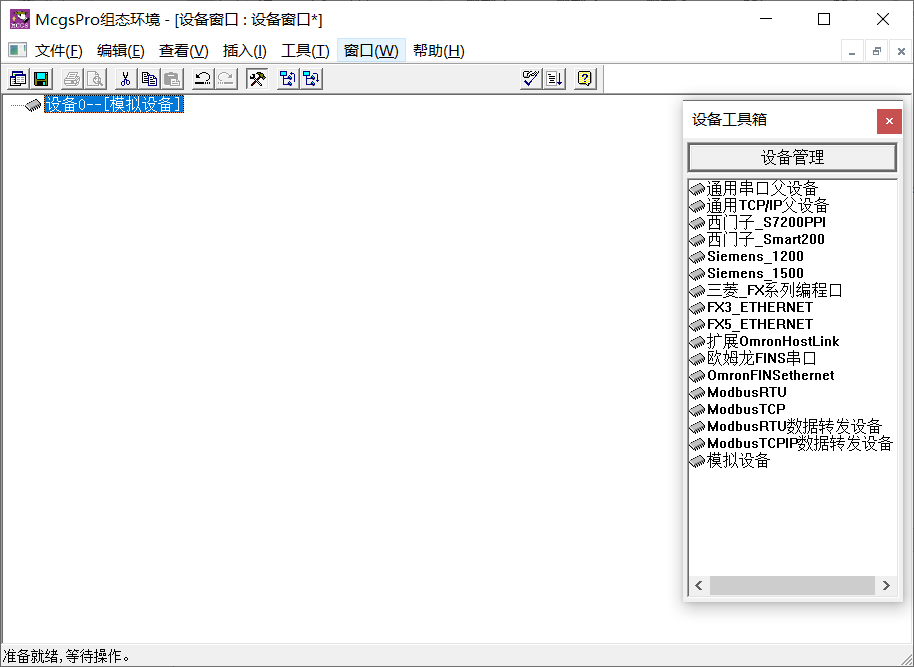 McgsPro组态环境 - [设备窗口 : 设备窗口*]
文件(F) 编辑(E) 查看(V) 插入(I) 工具(T) 窗口(W) 帮助(H)
设备0--[模拟设备]
设备工具箱
设备管理
通用串口父设备
通用TCP/IP父设备
西门子_S7200PPI
西门子_Smart200
Siemens_1200
Siemens_1500
三菱_FX系列编程口
FX3_ETHERNET
FX5_ETHERNET
扩展OmronHostLink
欧姆龙FINS串口
OmronFINSethernet
ModbusRTU
ModbusTCP
ModbusRTU数据转发设备
ModbusTCPIP数据转发设备
模拟设备
准备就绪,等待操作。